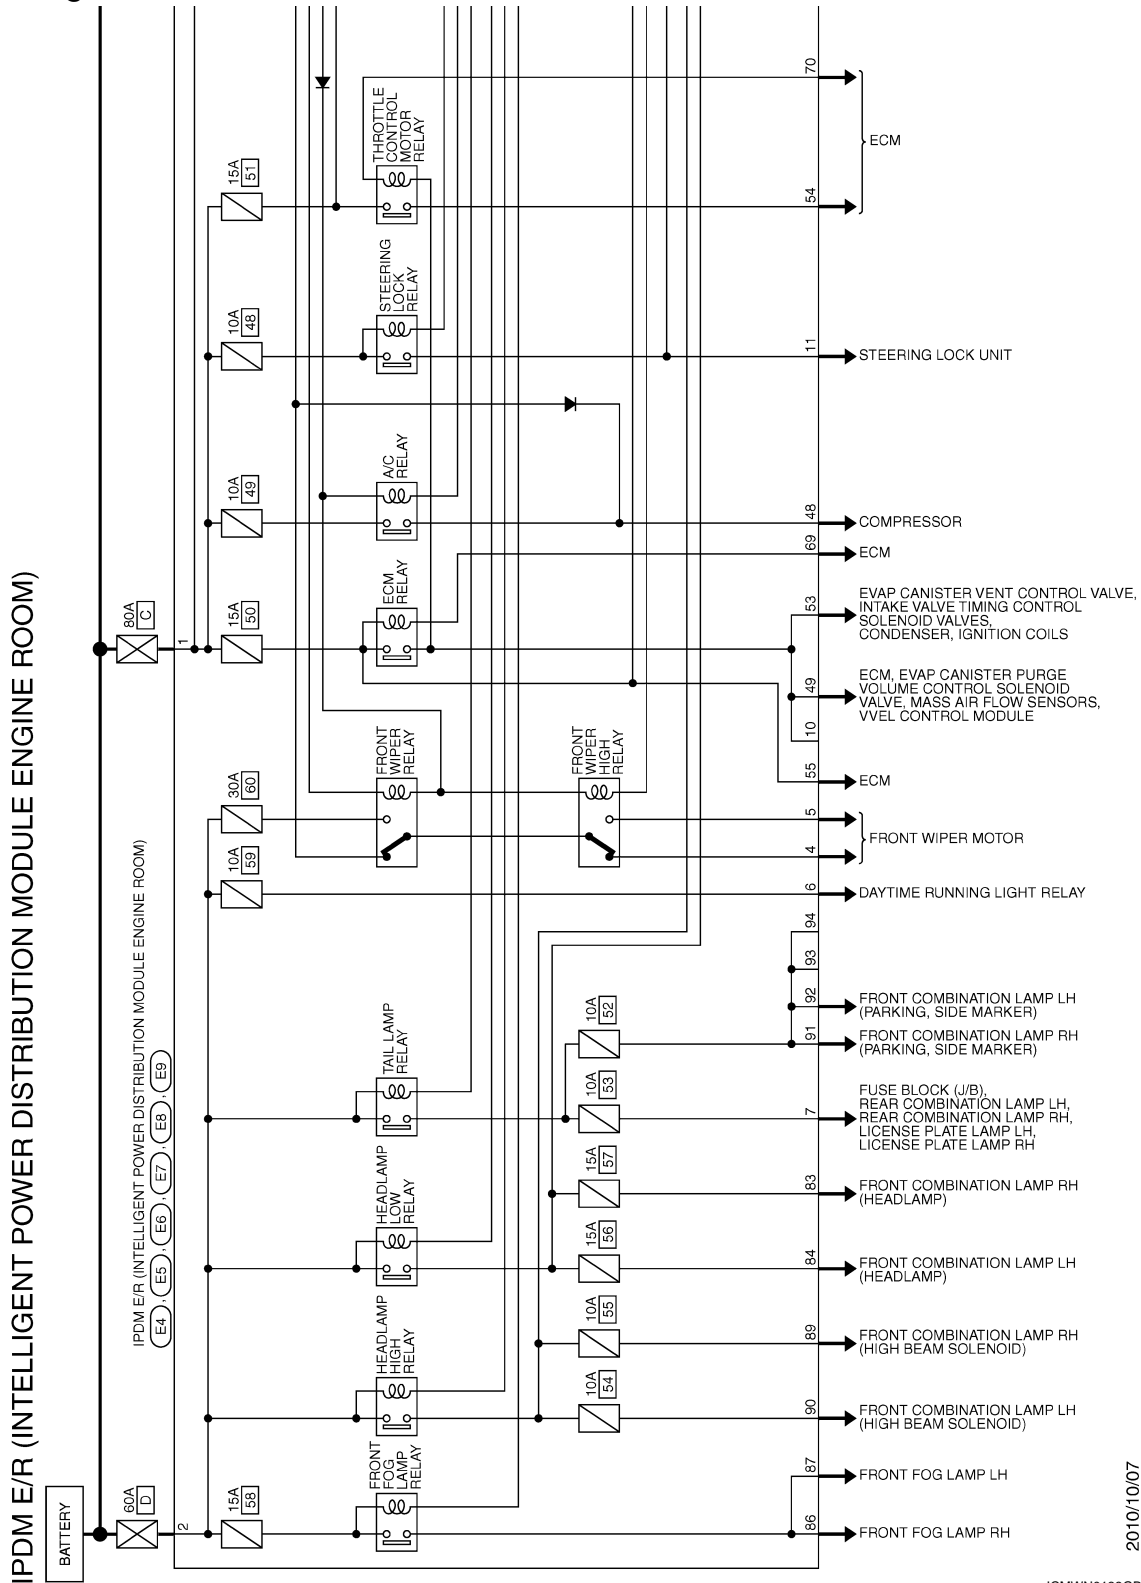 IPDM E/R (INTELLIGENT POWER DISTRIBUTION MODULE ENGINE ROOM)
BATTERY
80A
C
1
60A
D
2
IPDM E/R (INTELLIGENT POWER DISTRIBUTION MODULE ENGINE ROOM)
E4 , E5 , E6 , E7 , E8 , E9
15A
51
THROTTLE
CONTROL
MOTOR
RELAY
70
54
ECM
10A
48
STEERING
LOCK
RELAY
11
STEERING LOCK UNIT
10A
49
A/C
RELAY
48
COMPRESSOR
69
ECM
15A
50
ECM
RELAY
53
EVAP CANISTER VENT CONTROL VALVE,
INTAKE VALVE TIMING CONTROL
SOLENOID VALVES,
CONDENSER, IGNITION COILS
49
ECM, EVAP CANISTER PURGE
VOLUME CONTROL SOLENOID
VALVE, MASS AIR FLOW SENSORS,
VVEL CONTROL MODULE
10
55
ECM
30A
60
FRONT
WIPER
RELAY
FRONT
WIPER
HIGH
RELAY
5
4
FRONT WIPER MOTOR
10A
59
6
DAYTIME RUNNING LIGHT RELAY
94
93
92
FRONT COMBINATION LAMP LH
(PARKING, SIDE MARKER)
10A
52
91
FRONT COMBINATION LAMP RH
(PARKING, SIDE MARKER)
TAIL LAMP
RELAY
10A
53
7
FUSE BLOCK (J/B),
REAR COMBINATION LAMP LH,
REAR COMBINATION LAMP RH,
LICENSE PLATE LAMP LH,
LICENSE PLATE LAMP RH
15A
57
83
FRONT COMBINATION LAMP RH
(HEADLAMP)
HEADLAMP
LOW
RELAY
15A
56
84
FRONT COMBINATION LAMP LH
(HEADLAMP)
10A
55
89
FRONT COMBINATION LAMP RH
(HIGH BEAM SOLENOID)
HEADLAMP
HIGH
RELAY
10A
54
90
FRONT COMBINATION LAMP LH
(HIGH BEAM SOLENOID)
87
FRONT FOG LAMP LH
15A
58
FRONT
FOG
LAMP
RELAY
86
FRONT FOG LAMP RH
2010/10/07